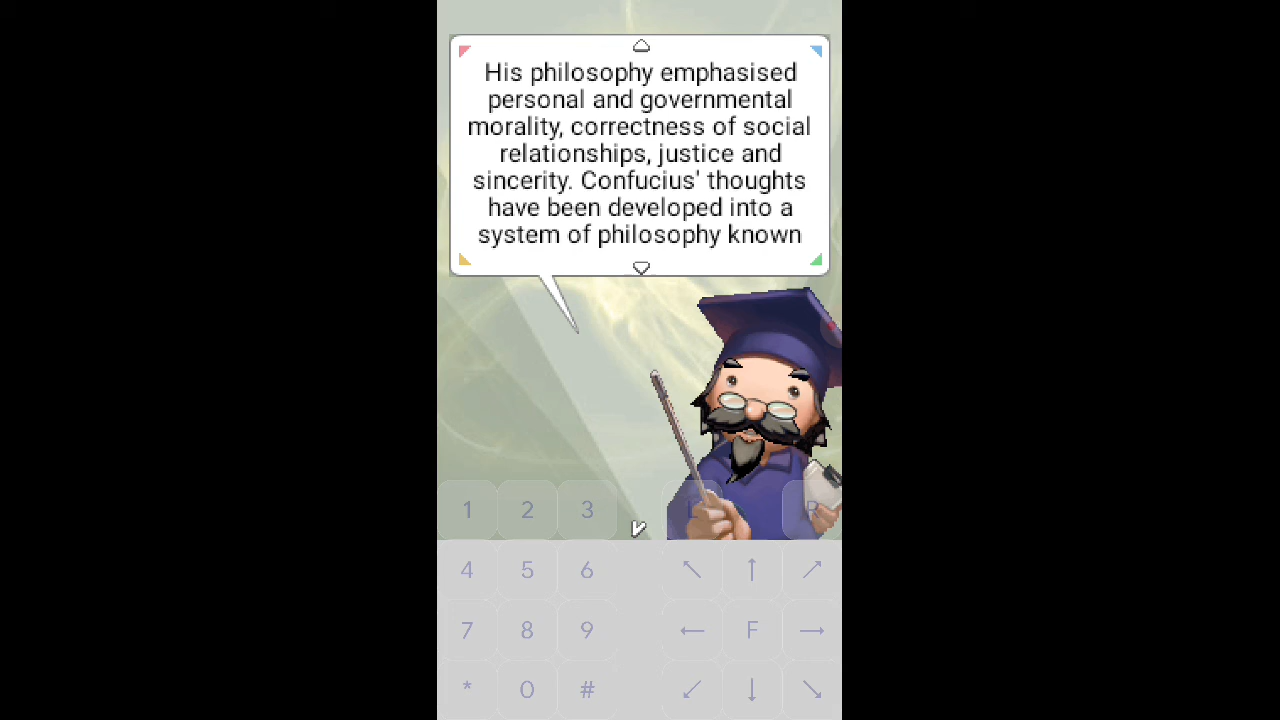 His philosophy emphasised
personal and governmental
morality, correctness of social
relationships, justice and
sincerity. Confucius' thoughts
have been developed into a
system of philosophy known
1 2 3 L R
4 5 6 ↖ ↑ ↗
7 8 9 ← F →
* 0 # ↙ ↓ ↘